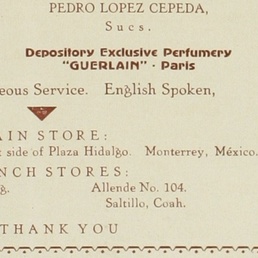 PEDRO LOPEZ CEPEDA,
Sucs.
Depository Exclusive Perfumery
"GUERLAIN" - Paris
eous Service. English Spoken,
AIN STORE:
side of Plaza Hidalgo. Monterrey, México.
NCH STORES:
g. Allende No. 104.
Saltillo, Coah.
THANK YOU